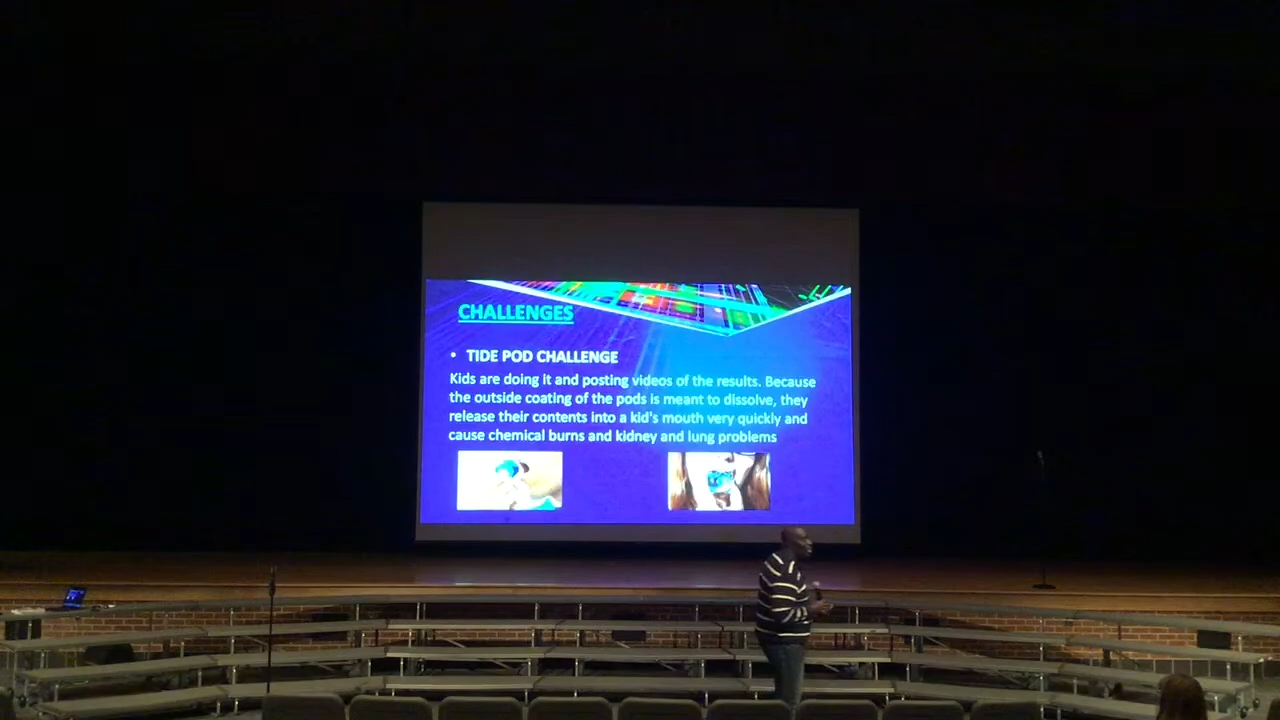 CHALLENGES
• TIDE POD CHALLENGE
Kids are doing it and posting videos of the results. Because
the outside coating of the pods is meant to dissolve, they
release their contents into a kid's mouth very quickly and
cause chemical burns and kidney and lung problems